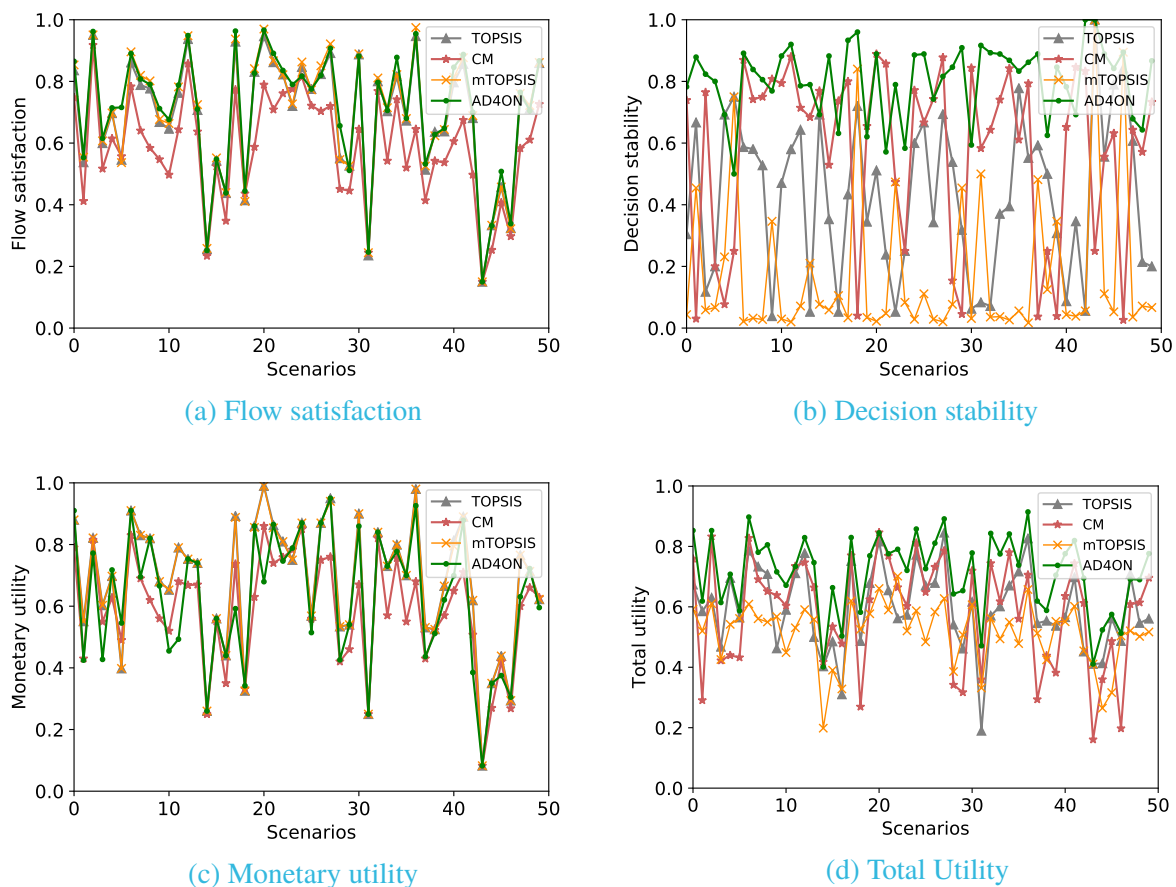 1.0
0.8
0.6
0.4
0.2
0.0
Flow satisfaction
0 10 20 30 40 50
Scenarios
TOPSIS
CM
mTOPSIS
AD4ON
(a) Flow satisfaction
1.0
0.8
0.6
0.4
0.2
0.0
Decision stability
0 10 20 30 40 50
Scenarios
TOPSIS
CM
mTOPSIS
AD4ON
(b) Decision stability
1.0
0.8
0.6
0.4
0.2
0.0
Monetary utility
0 10 20 30 40 50
Scenarios
TOPSIS
CM
mTOPSIS
AD4ON
(c) Monetary utility
1.0
0.8
0.6
0.4
0.2
0.0
Total utility
0 10 20 30 40 50
Scenarios
TOPSIS
CM
mTOPSIS
AD4ON
(d) Total Utility